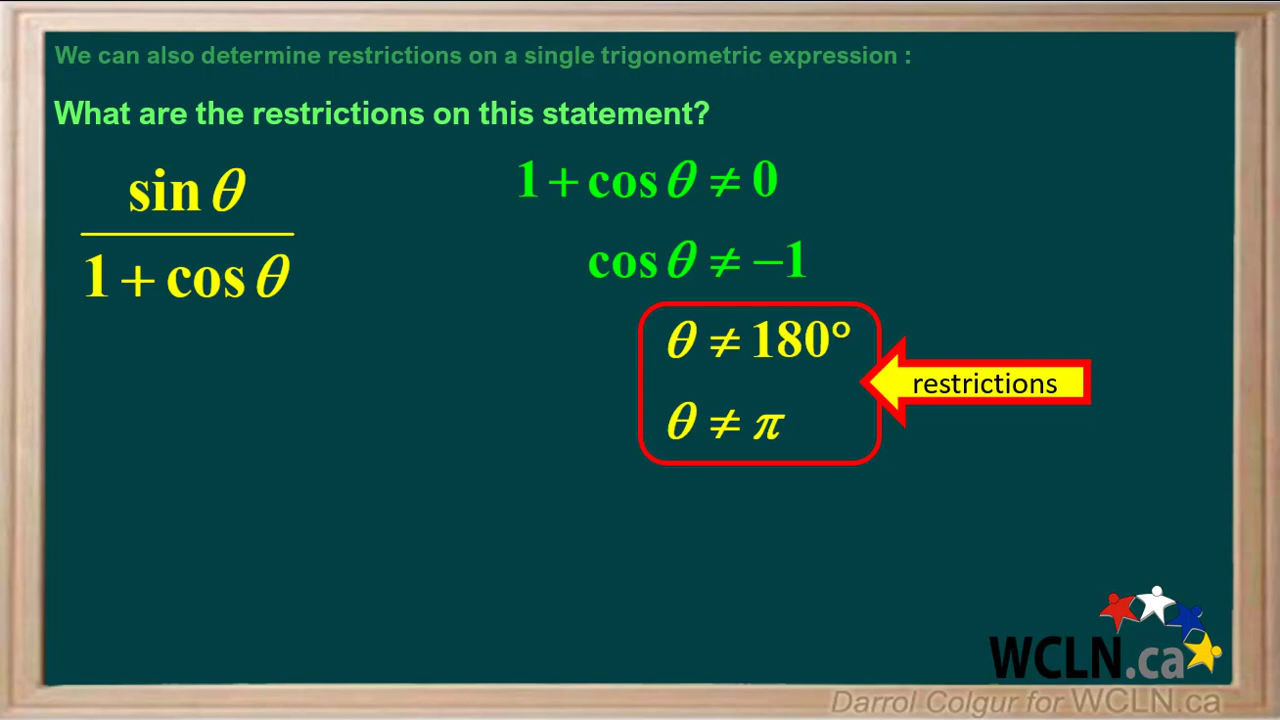 We can also determine restrictions on a single trigonometric expression :
What are the restrictions on this statement?
sin θ
1 + cos θ
1 + cos θ ≠ 0
cos θ ≠ −1
θ ≠ 180°
θ ≠ π
restrictions
WCLN.ca
Darrol Colgur for WCLN.ca